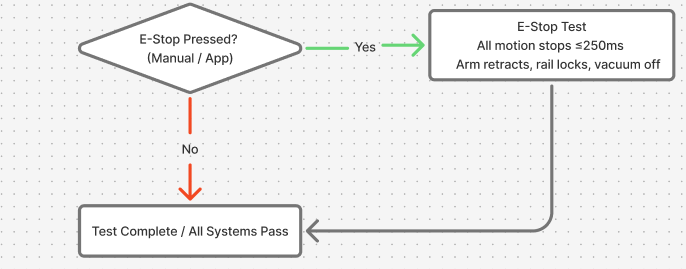 E-Stop Pressed?
(Manual / App)
Yes
E-Stop Test
All motion stops ≤250ms
Arm retracts, rail locks, vacuum off
No
Test Complete / All Systems Pass